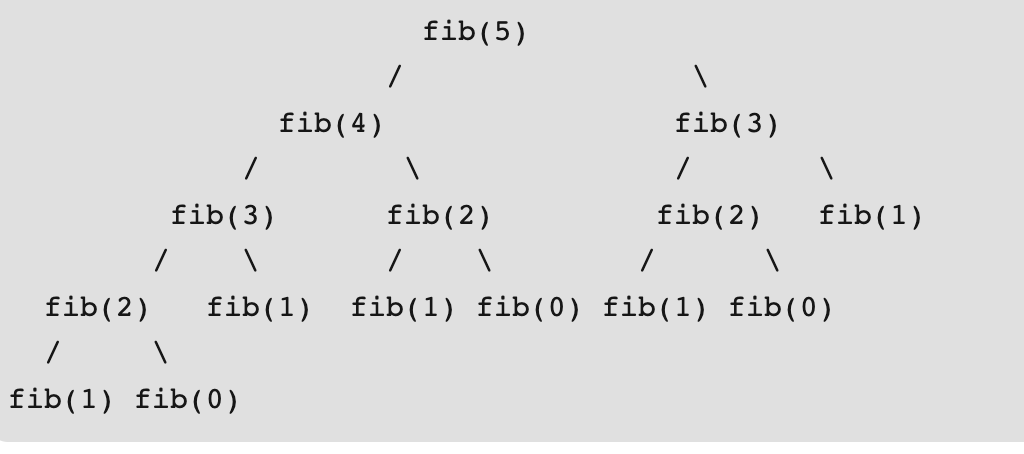 fib(5)
/ \
fib(4) fib(3)
/ \ / \
fib(3) fib(2) fib(2) fib(1)
/ \ / \ / \
fib(2) fib(1) fib(1) fib(0) fib(1) fib(0)
/ \
fib(1) fib(0)